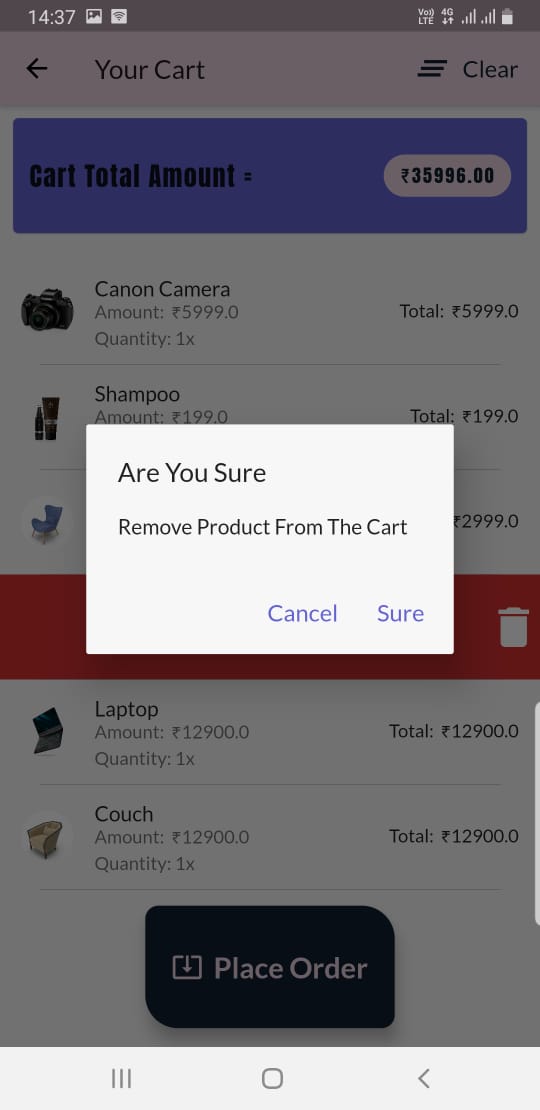 14:37 Vo)) LTE 4G
Your Cart Clear
Cart Total Amount = ₹35996.00
Canon Camera
Amount: ₹5999.0 Total: ₹5999.0
Quantity: 1x
Shampoo
Amount: ₹199.0 Total: ₹199.0
Are You Sure
Remove Product From The Cart
₹2999.0
Cancel Sure
Laptop
Amount: ₹12900.0 Total: ₹12900.0
Quantity: 1x
Couch
Amount: ₹12900.0 Total: ₹12900.0
Quantity: 1x
Place Order